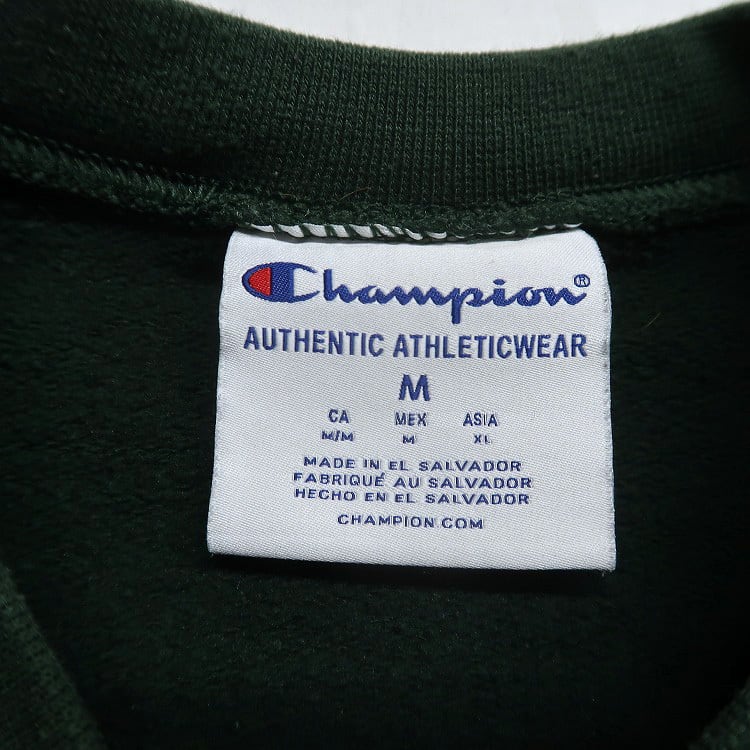 Champion®
AUTHENTIC ATHLETICWEAR
M
CA MEX ASIA
M/M M XL
MADE IN EL SALVADOR
FABRIQUÉ AU SALVADOR
HECHO EN EL SALVADOR
CHAMPION.COM